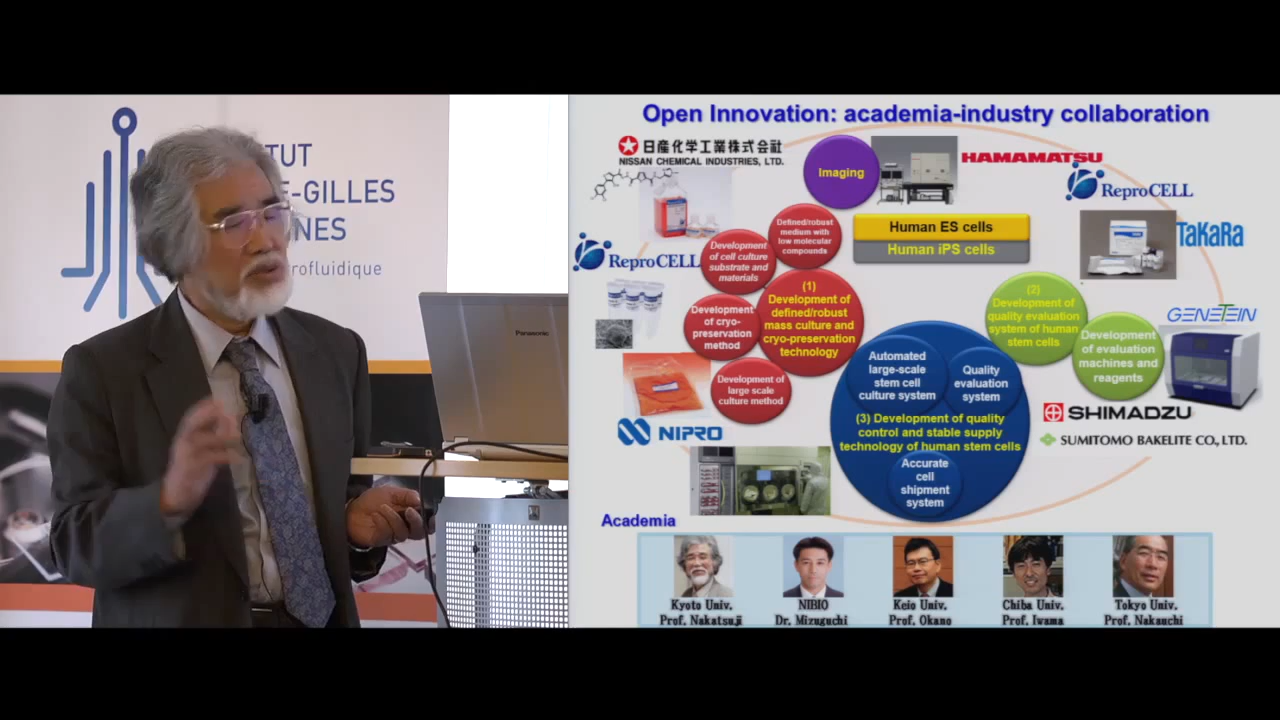 TUT
-GILLES
NES
rofluidique
Panasonic
Open Innovation: academia-industry collaboration
日産化学工業株式会社
NISSAN CHEMICAL INDUSTRIES, LTD.
Imaging
HAMAMATSU
ReproCELL
Human ES cells
Human iPS cells
TaKaRa
Defined/robust
medium with
low molecular
compounds
Development
of cell culture
substrate and
materials
ReproCELL
(1)
Development of
defined/robust
mass culture and
cryo-preservation
technology
Development
of cryo-
preservation
method
Development of
large scale
culture method
(2)
Development of
quality evaluation
system of human
stem cells
GENETEIN
Development
of evaluation
machines and
reagents
Automated
large-scale
stem cell
culture system
Quality
evaluation
system
(3) Development of quality
control and stable supply
technology of human stem cells
Accurate
cell
shipment
system
NIPRO
SHIMADZU
SUMITOMO BAKELITE CO., LTD.
Academia
Kyoto Univ.
Prof. Nakatsuji
NIBIO
Dr. Mizuguchi
Keio Univ.
Prof. Okano
Chiba Univ.
Prof. Iwama
Tokyo Univ.
Prof. Nakauchi